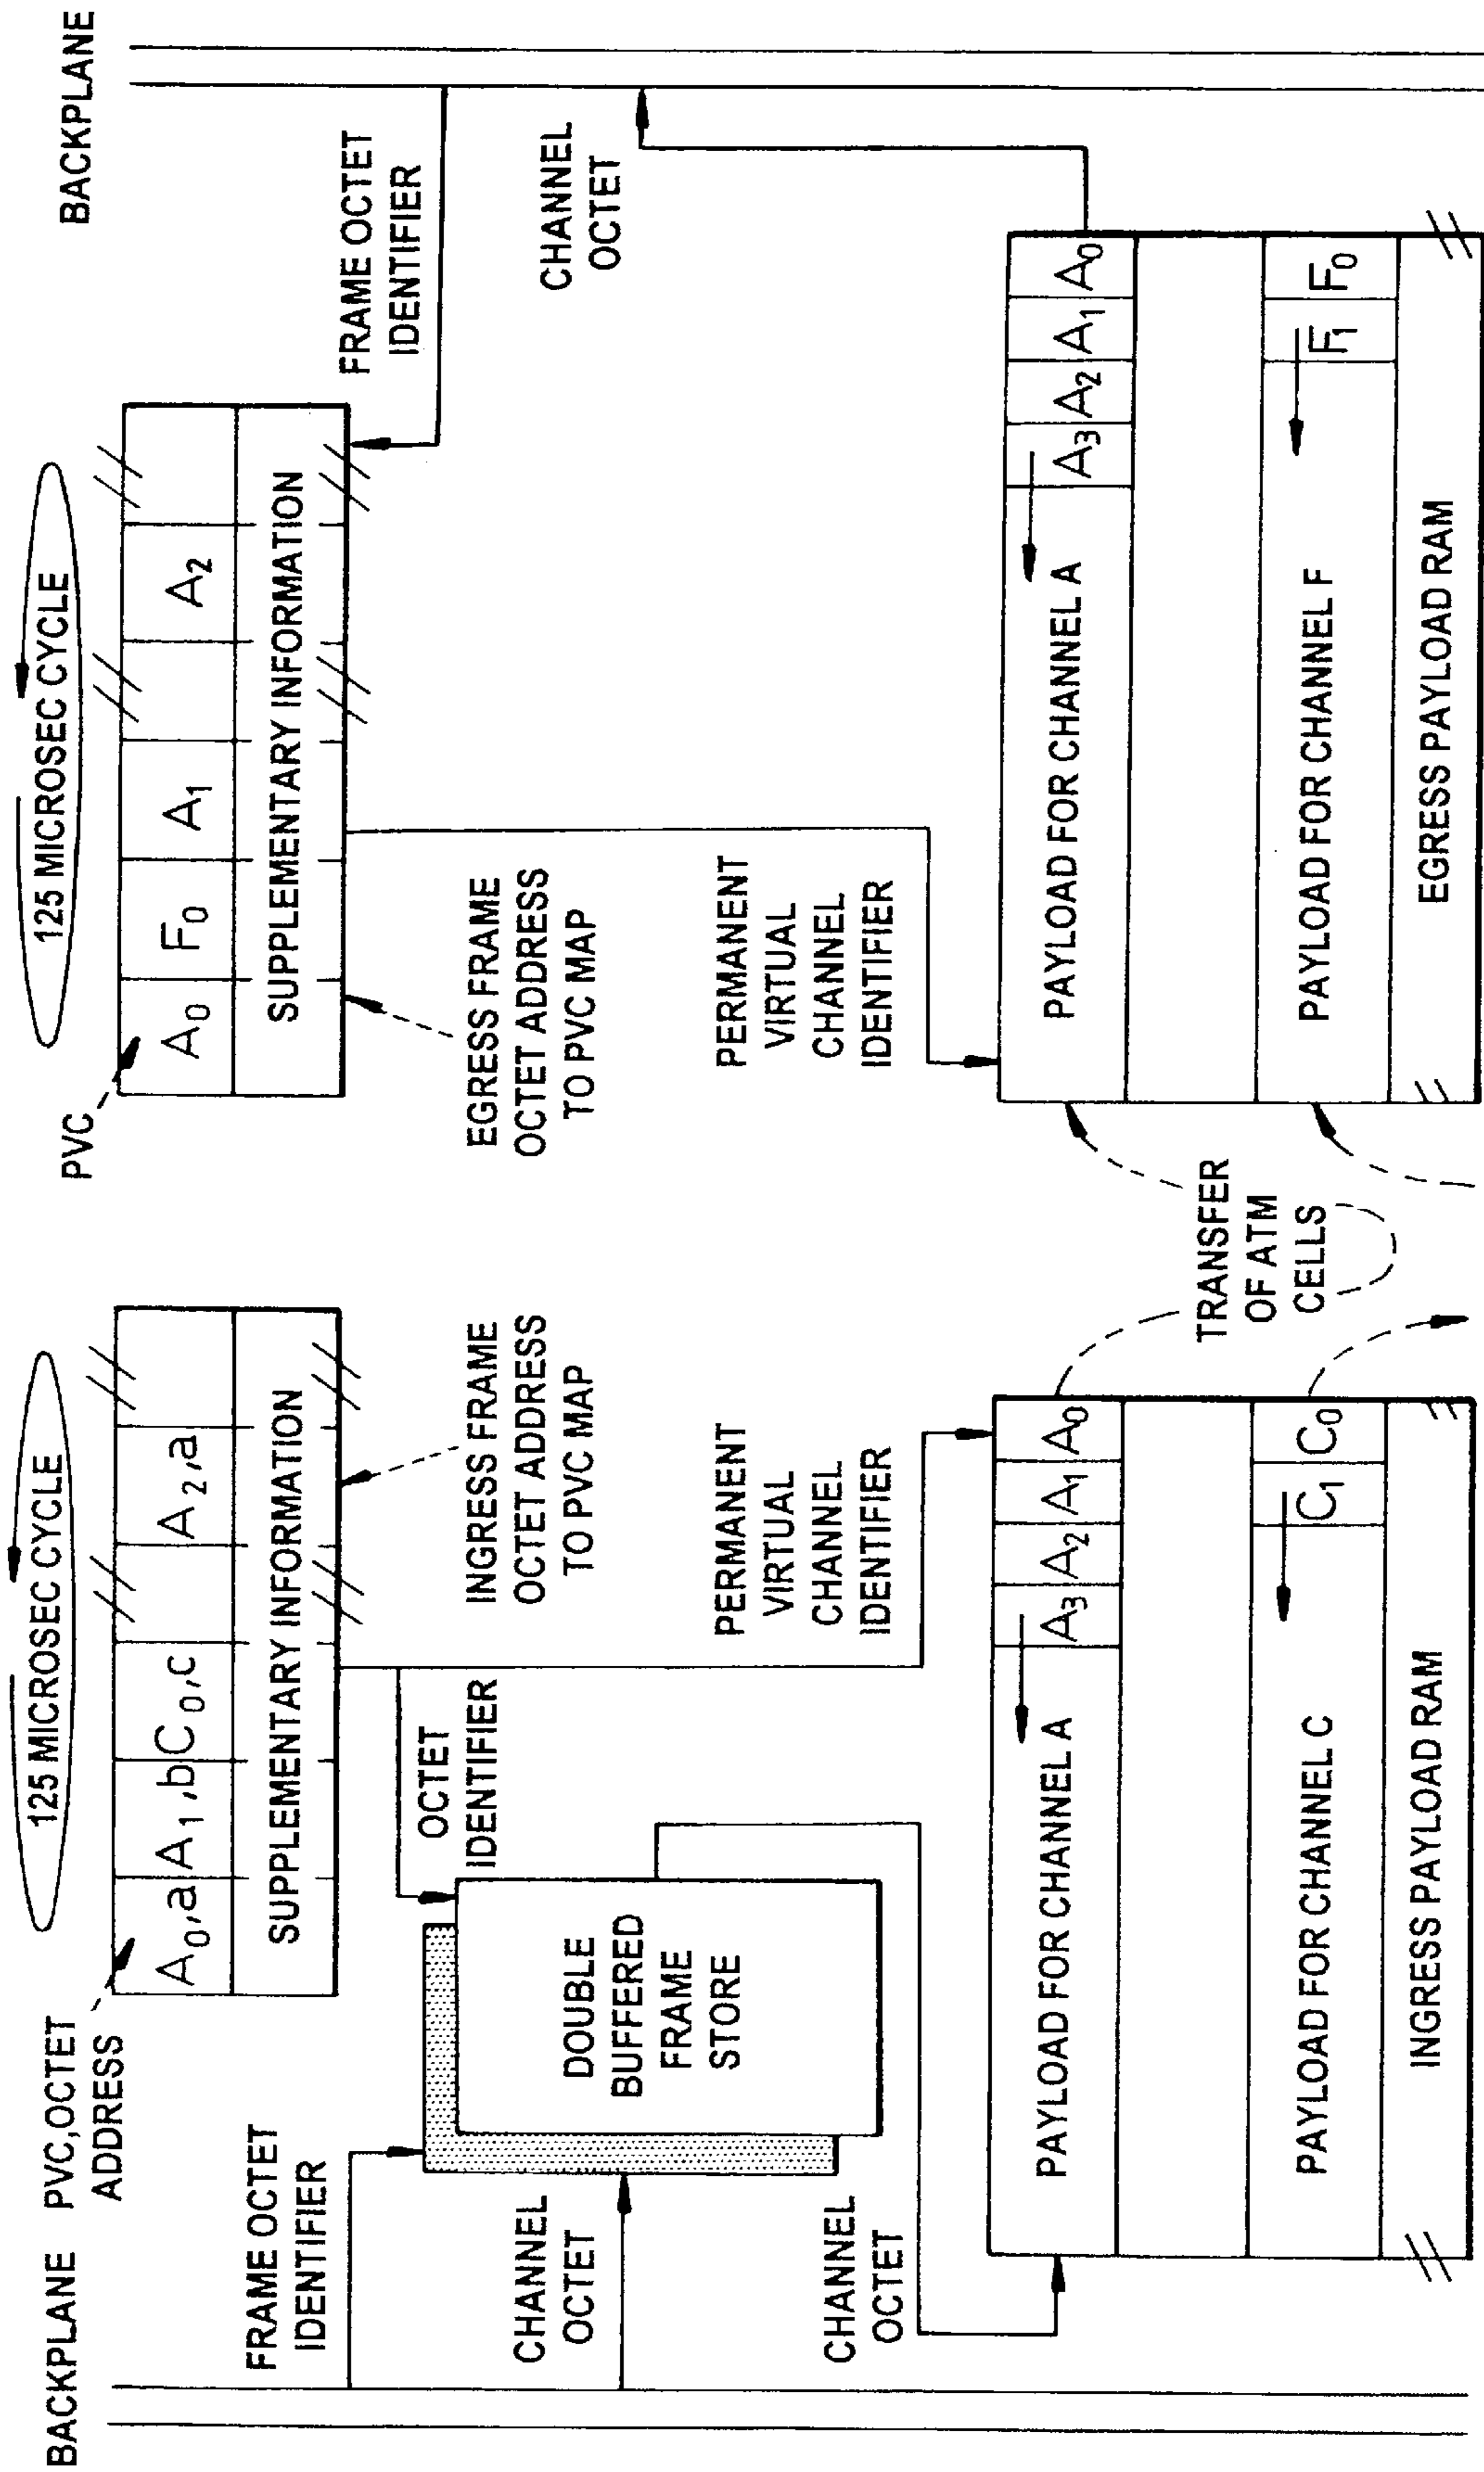 BACKPLANE
PVC,OCTET
ADDRESS
125 MICROSEC CYCLE
A₀,a
A₁,b
C₀,c
A₂,a
SUPPLEMENTARY INFORMATION
INGRESS FRAME
OCTET ADDRESS
TO PVC MAP
FRAME OCTET
IDENTIFIER
CHANNEL
OCTET
DOUBLE
BUFFERED
FRAME
STORE
OCTET
IDENTIFIER
CHANNEL
OCTET
PERMANENT
VIRTUAL
CHANNEL
IDENTIFIER
PAYLOAD FOR CHANNEL A
A₃
A₂
A₁
A₀
PAYLOAD FOR CHANNEL C
C₁
C₀
INGRESS PAYLOAD RAM
TRANSFER
OF ATM
CELLS
PVC
125 MICROSEC CYCLE
A₀
F₀
A₁
A₂
SUPPLEMENTARY INFORMATION
EGRESS FRAME
OCTET ADDRESS
TO PVC MAP
BACKPLANE
FRAME OCTET
IDENTIFIER
CHANNEL
OCTET
PERMANENT
VIRTUAL
CHANNEL
IDENTIFIER
PAYLOAD FOR CHANNEL A
A₃
A₂
A₁
A₀
PAYLOAD FOR CHANNEL F
F₁
F₀
EGRESS PAYLOAD RAM